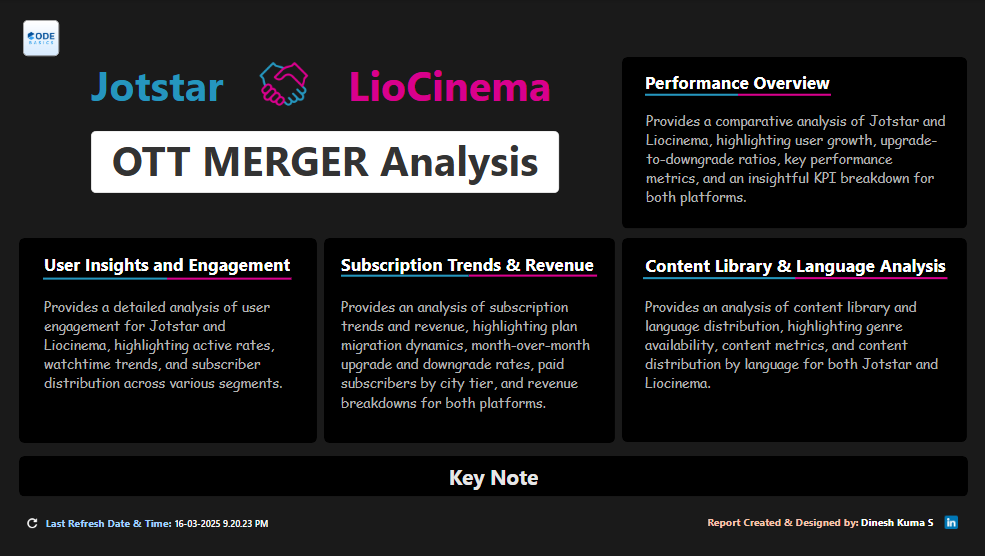 CODE
BASICS
Jotstar LioCinema
OTT MERGER Analysis
Performance Overview
Provides a comparative analysis of Jotstar and
Liocinema, highlighting user growth, upgrade-
to-downgrade ratios, key performance
metrics, and an insightful KPI breakdown for
both platforms.
User Insights and Engagement
Provides a detailed analysis of user
engagement for Jotstar and
Liocinema, highlighting active rates,
watchtime trends, and subscriber
distribution across various segments.
Subscription Trends & Revenue
Provides an analysis of subscription
trends and revenue, highlighting plan
migration dynamics, month-over-month
upgrade and downgrade rates, paid
subscribers by city tier, and revenue
breakdowns for both platforms.
Content Library & Language Analysis
Provides an analysis of content library and
language distribution, highlighting genre
availability, content metrics, and content
distribution by language for both Jotstar and
Liocinema.
Key Note
Last Refresh Date & Time: 16-03-2025 9.20.23 PM
Report Created & Designed by: Dinesh Kuma S
in